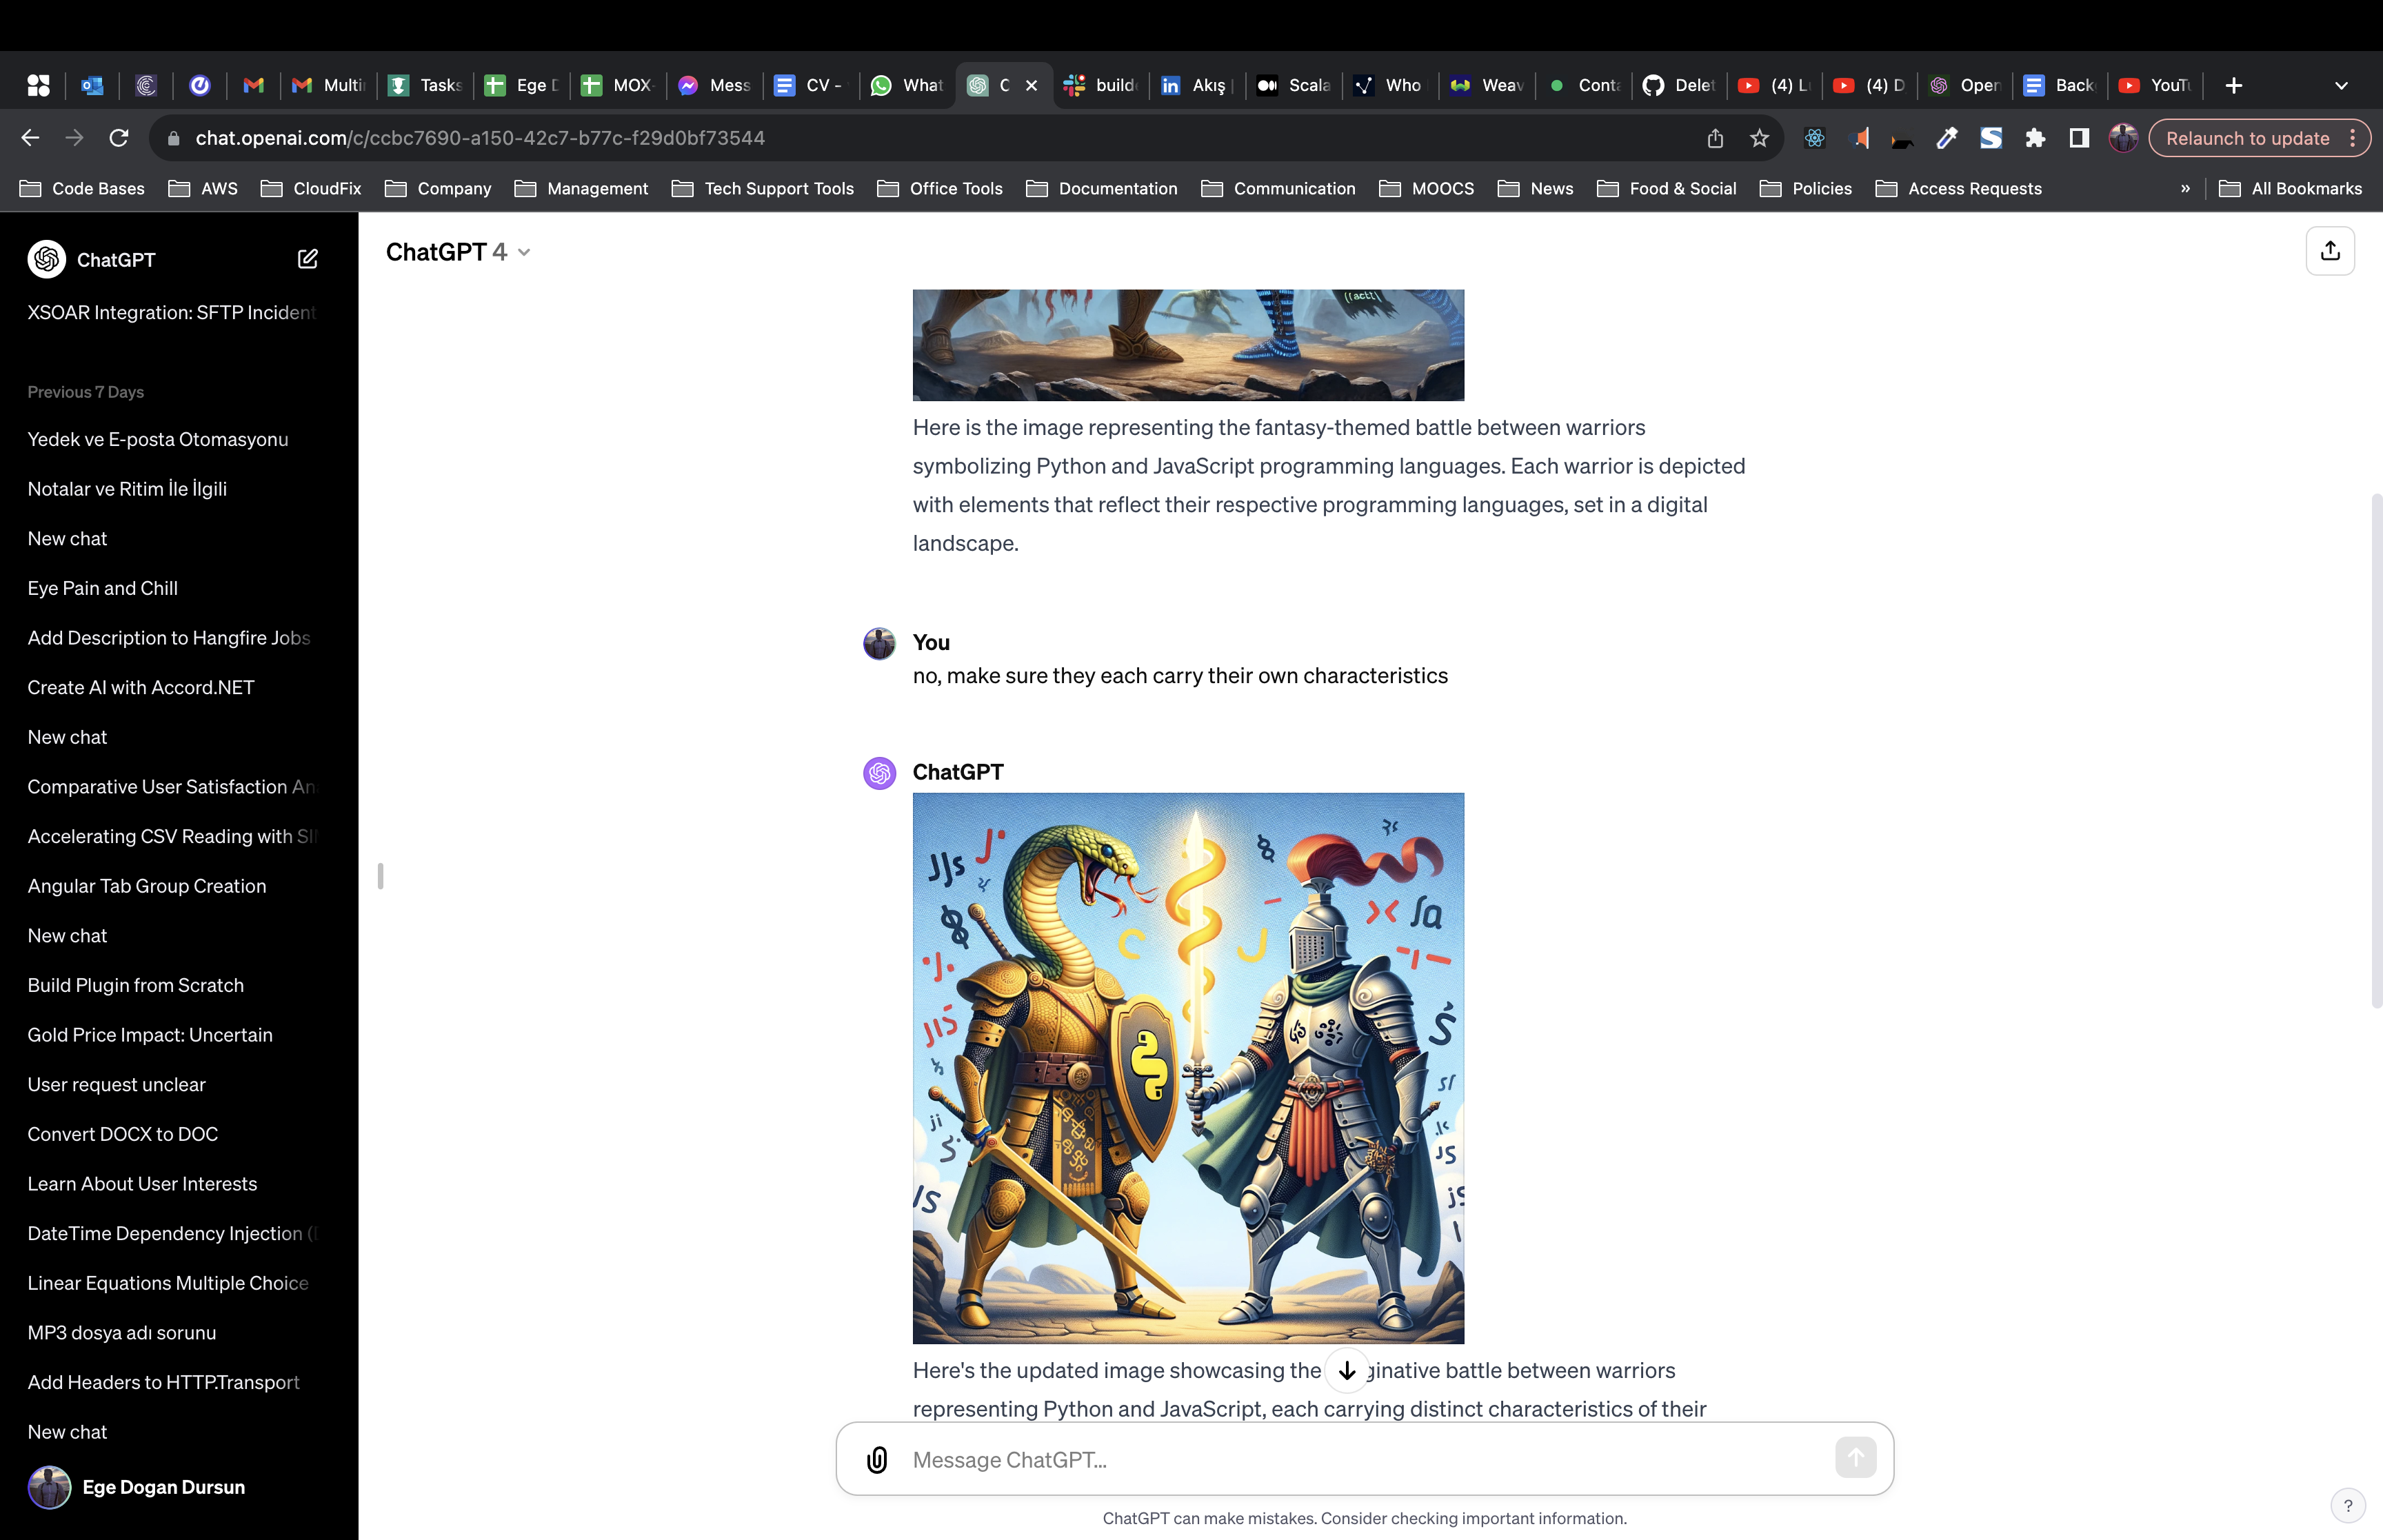 Multi
Tasks
Ege D
MOX-
Mess
CV -
What
C
build
Akış
Scala
Who
Weav
Conta
Delet
(4) L
(4) D
Open
Back
YouTu
chat.openai.com/c/ccbc7690-a150-42c7-b77c-f29d0bf73544
Relaunch to update
Code Bases
AWS
CloudFix
Company
Management
Tech Support Tools
Office Tools
Documentation
Communication
MOOCS
News
Food & Social
Policies
Access Requests
»
All Bookmarks
ChatGPT
XSOAR Integration: SFTP Incident
Previous 7 Days
Yedek ve E-posta Otomasyonu
Notalar ve Ritim İle İlgili
New chat
Eye Pain and Chill
Add Description to Hangfire Jobs
Create AI with Accord.NET
New chat
Comparative User Satisfaction An
Accelerating CSV Reading with SI
Angular Tab Group Creation
New chat
Build Plugin from Scratch
Gold Price Impact: Uncertain
User request unclear
Convert DOCX to DOC
Learn About User Interests
DateTime Dependency Injection (
Linear Equations Multiple Choice
MP3 dosya adı sorunu
Add Headers to HTTP.Transport
New chat
Ege Dogan Dursun
ChatGPT 4
Here is the image representing the fantasy-themed battle between warriors
symbolizing Python and JavaScript programming languages. Each warrior is depicted
with elements that reflect their respective programming languages, set in a digital
landscape.
You
no, make sure they each carry their own characteristics
ChatGPT
Here's the updated image showcasing the ginative battle between warriors
representing Python and JavaScript, each carrying distinct characteristics of their
Message ChatGPT...
ChatGPT can make mistakes. Consider checking important information.
?